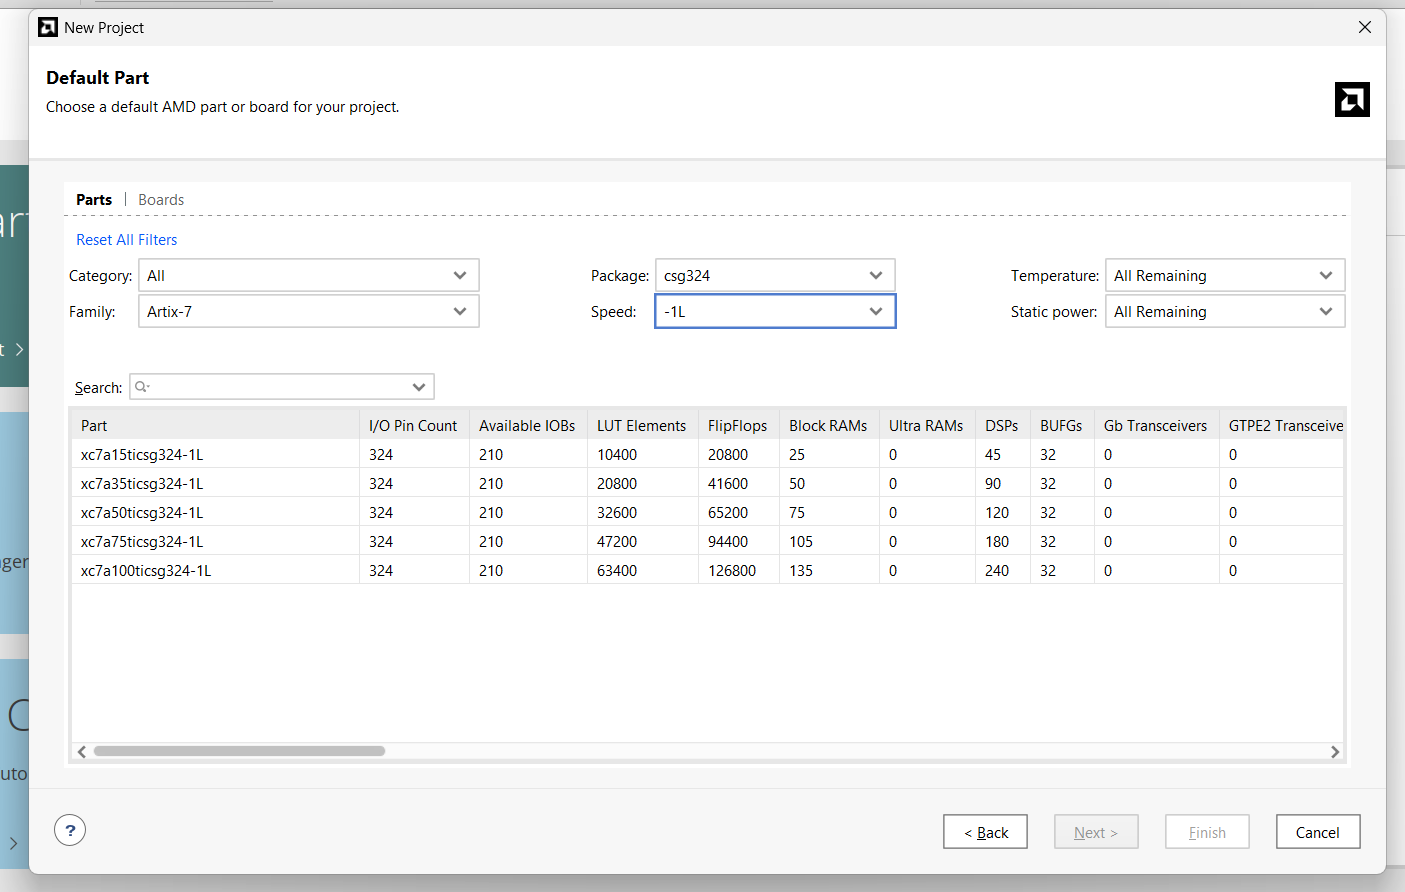 New Project
Default Part
Choose a default AMD part or board for your project.
Parts | Boards
Reset All Filters
Category: All Package: csg324 Temperature: All Remaining
Family: Artix-7 Speed: -1L Static power: All Remaining
Search:
Part I/O Pin Count Available IOBs LUT Elements FlipFlops Block RAMs Ultra RAMs DSPs BUFGs Gb Transceivers GTPE2 Transceive
xc7a15ticsg324-1L 324 210 10400 20800 25 0 45 32 0 0
xc7a35ticsg324-1L 324 210 20800 41600 50 0 90 32 0 0
xc7a50ticsg324-1L 324 210 32600 65200 75 0 120 32 0 0
xc7a75ticsg324-1L 324 210 47200 94400 105 0 180 32 0 0
xc7a100ticsg324-1L 324 210 63400 126800 135 0 240 32 0 0
? < Back Next > Finish Cancel